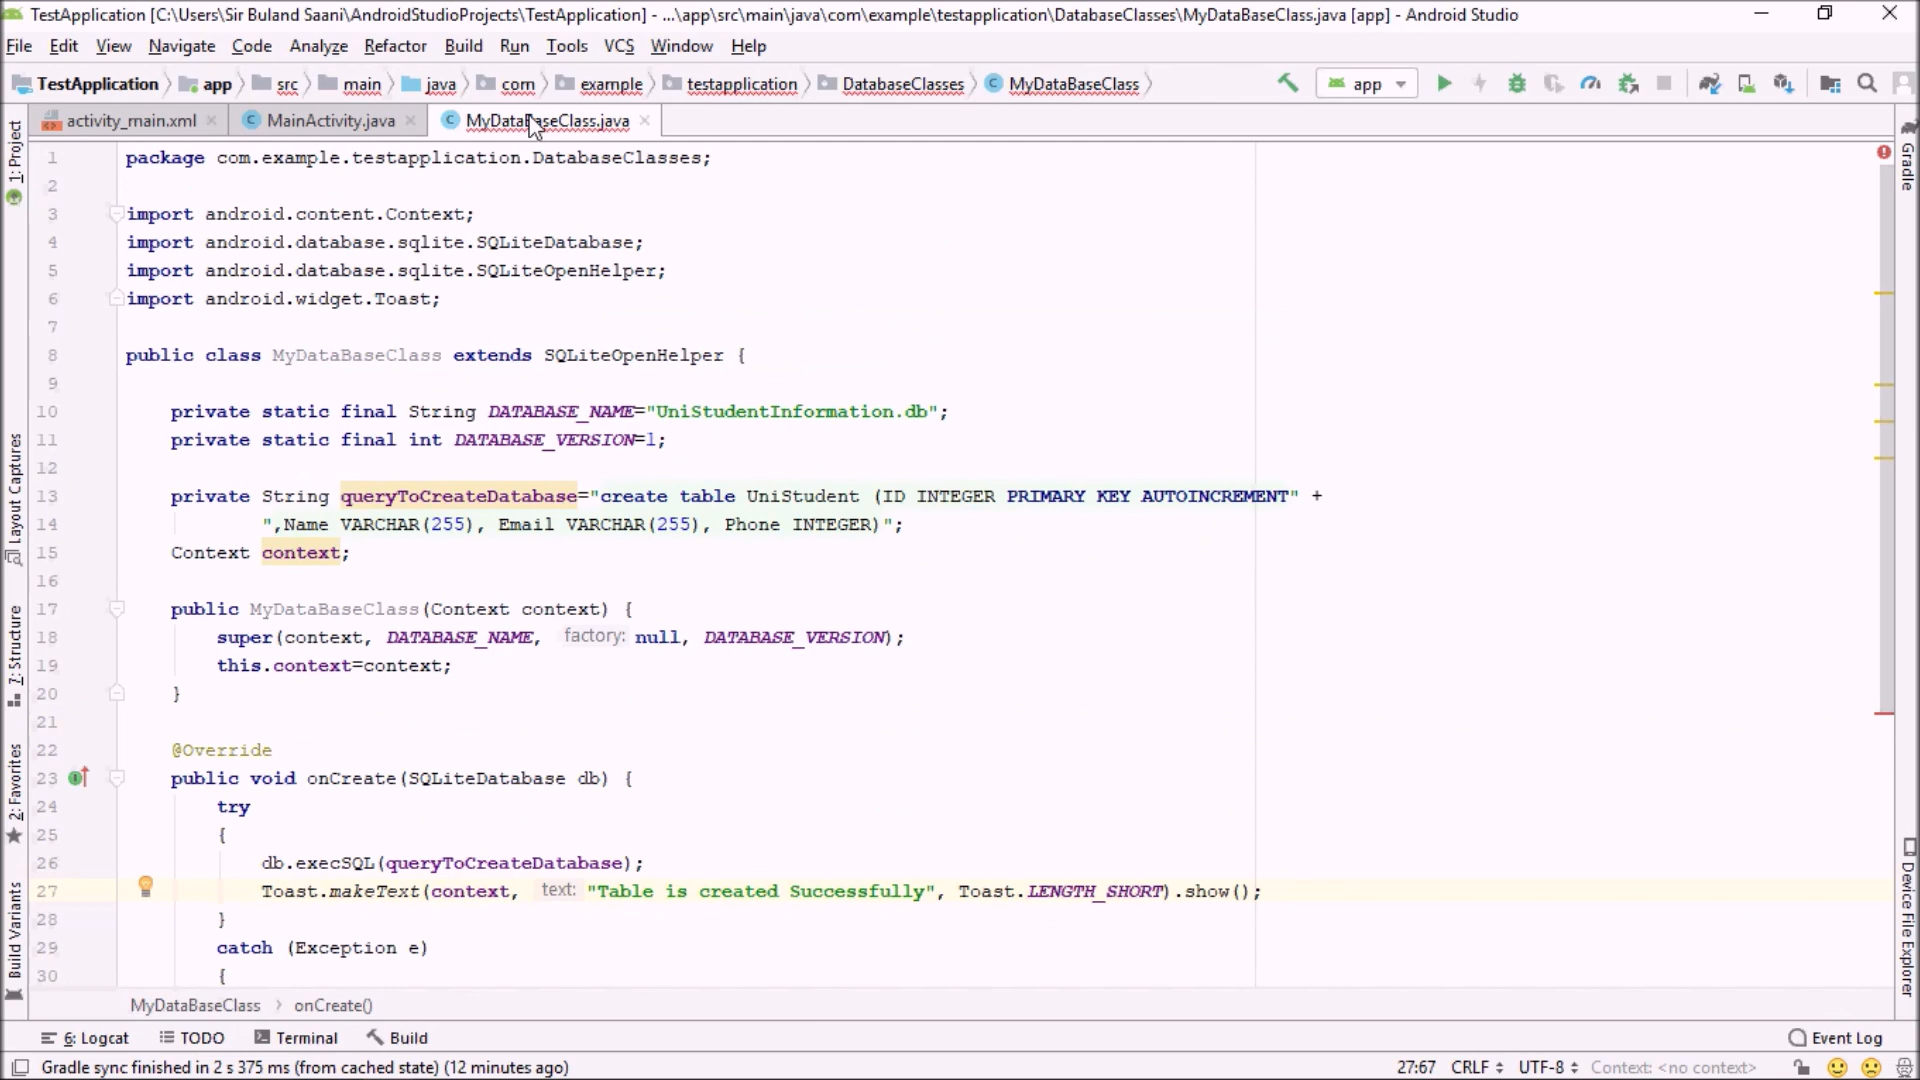 TestApplication [C:\Users\Sir Buland Saani\AndroidStudioProjects\TestApplication] - ...\app\src\main\java\com\example\testapplication\DatabaseClasses\MyDataBaseClass.java [app] - Android Studio
File Edit View Navigate Code Analyze Refactor Build Run Tools VCS Window Help
TestApplication app src main java com example testapplication DatabaseClasses MyDataBaseClass app
activity_main.xml MainActivity.java MyDataBaseClass.java
1 package com.example.testapplication.DatabaseClasses;
2
3 import android.content.Context;
4 import android.database.sqlite.SQLiteDatabase;
5 import android.database.sqlite.SQLiteOpenHelper;
6 import android.widget.Toast;
7
8 public class MyDataBaseClass extends SQLiteOpenHelper {
9
10 private static final String DATABASE_NAME="UniStudentInformation.db";
11 private static final int DATABASE_VERSION=1;
12
13 private String queryToCreateDatabase="create table UniStudent (ID INTEGER PRIMARY KEY AUTOINCREMENT" +
14 ",Name VARCHAR(255), Email VARCHAR(255), Phone INTEGER)";
15 Context context;
16
17 public MyDataBaseClass(Context context) {
18 super(context, DATABASE_NAME, factory: null, DATABASE_VERSION);
19 this.context=context;
20 }
21
22 @Override
23 public void onCreate(SQLiteDatabase db) {
24 try
25 {
26 db.execSQL(queryToCreateDatabase);
27 Toast.makeText(context, text: "Table is created Successfully", Toast.LENGTH_SHORT).show();
28 }
29 catch (Exception e)
30 {
MyDataBaseClass > onCreate()
6: Logcat TODO Terminal Build Event Log
Gradle sync finished in 2 s 375 ms (from cached state) (12 minutes ago) 27:67 CRLF UTF-8 Context: <no context>
1: Project
Layout Captures
7: Structure
2: Favorites
Build Variants
Gradle
Device File Explorer